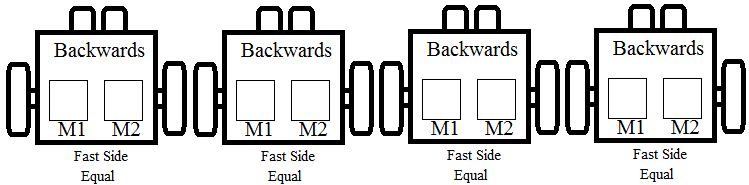 Backwards Backwards Backwards Backwards
M1 M2 M1 M2 M1 M2 M1 M2
Fast Side Fast Side Fast Side Fast Side
Equal Equal Equal Equal